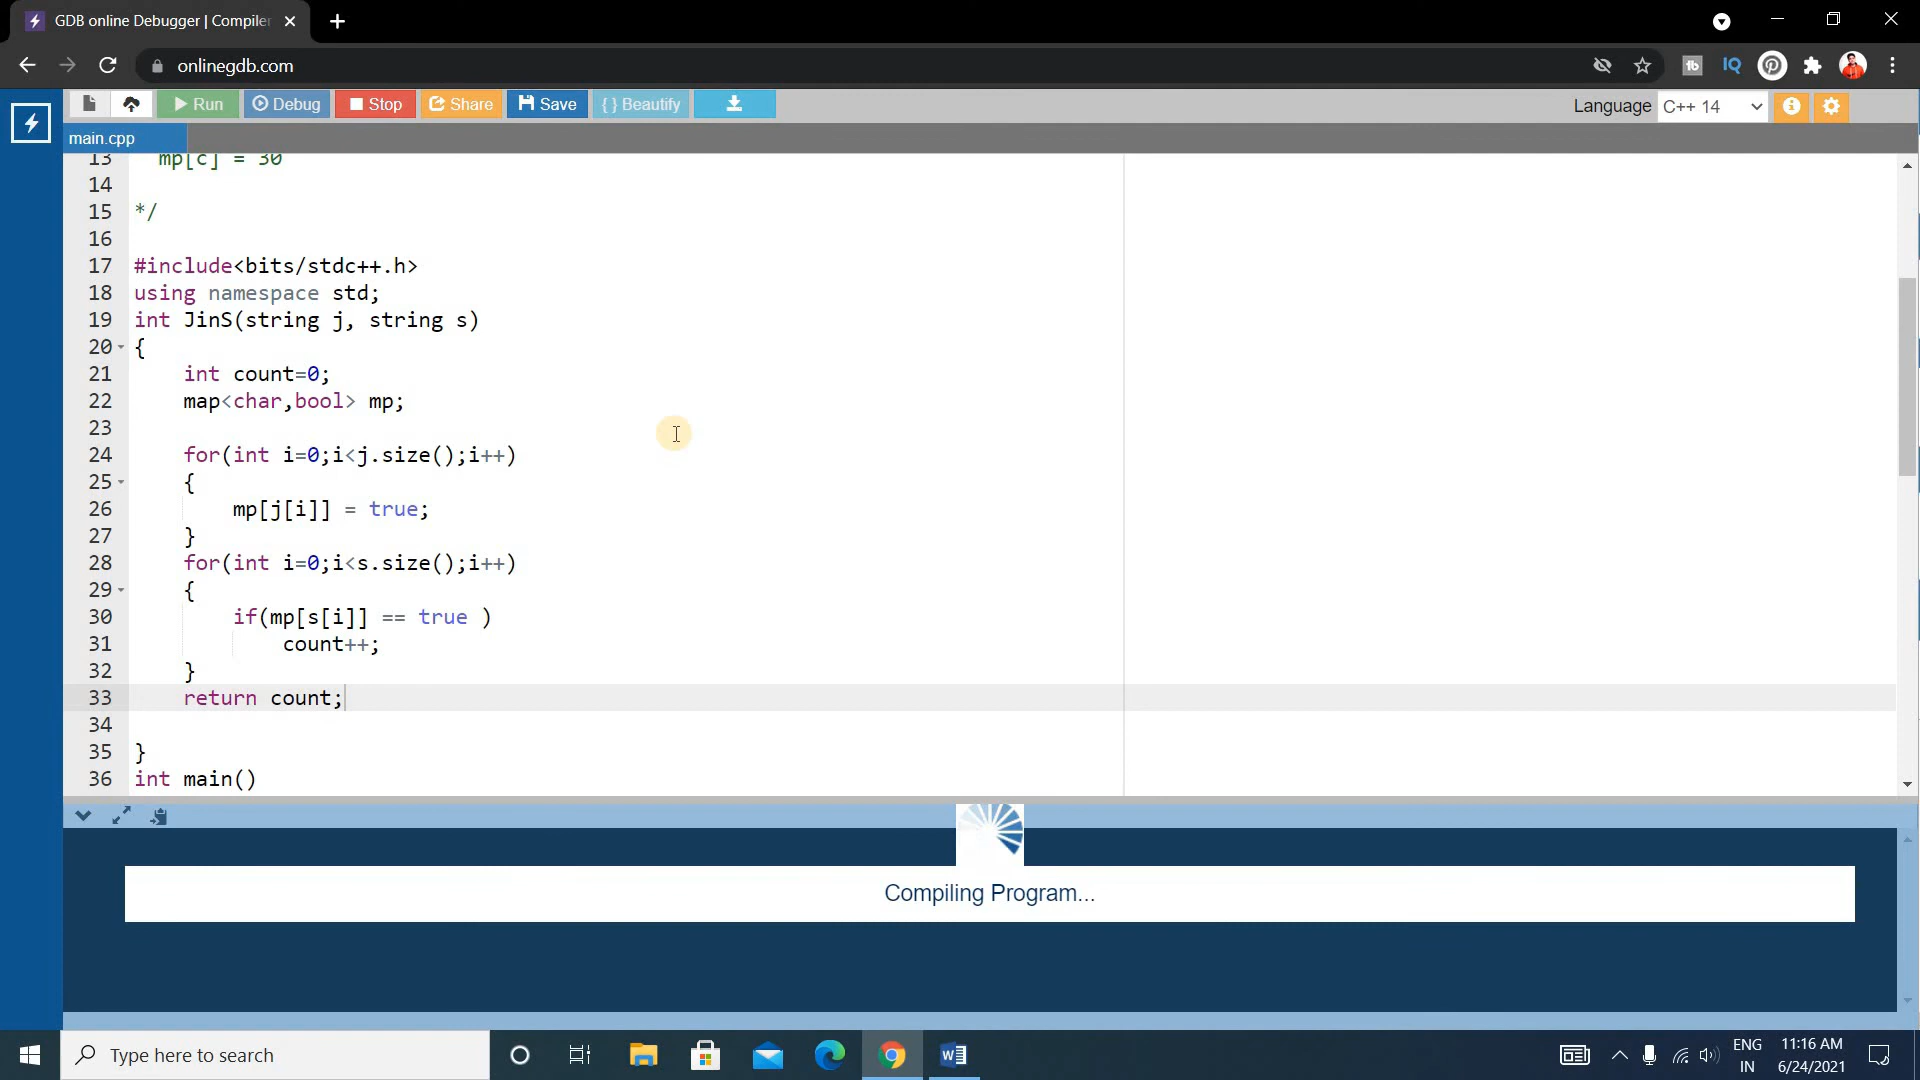 GDB online Debugger | Compiler
onlinegdb.com
Run Debug Stop Share Save { } Beautify Language C++ 14
main.cpp
13 mp[c] = 30
14
15 */
16
17 #include<bits/stdc++.h>
18 using namespace std;
19 int JinS(string j, string s)
20 {
21 int count=0;
22 map<char,bool> mp;
23
24 for(int i=0;i<j.size();i++)
25 {
26 mp[j[i]] = true;
27 }
28 for(int i=0;i<s.size();i++)
29 {
30 if(mp[s[i]] == true )
31 count++;
32 }
33 return count;
34
35 }
36 int main()
Compiling Program...
Type here to search
ENG 11:16 AM
IN 6/24/2021